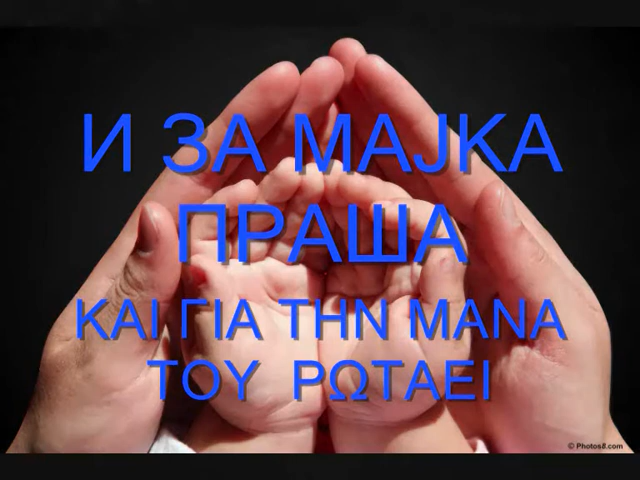 И ЗА МАЈКА
ПРАША
ΚΑΙ ΓΙΑ ΤΗΝ ΜΑΝΑ
ΤΟΥ ΡΩΤΑΕΙ
© Photos8.com